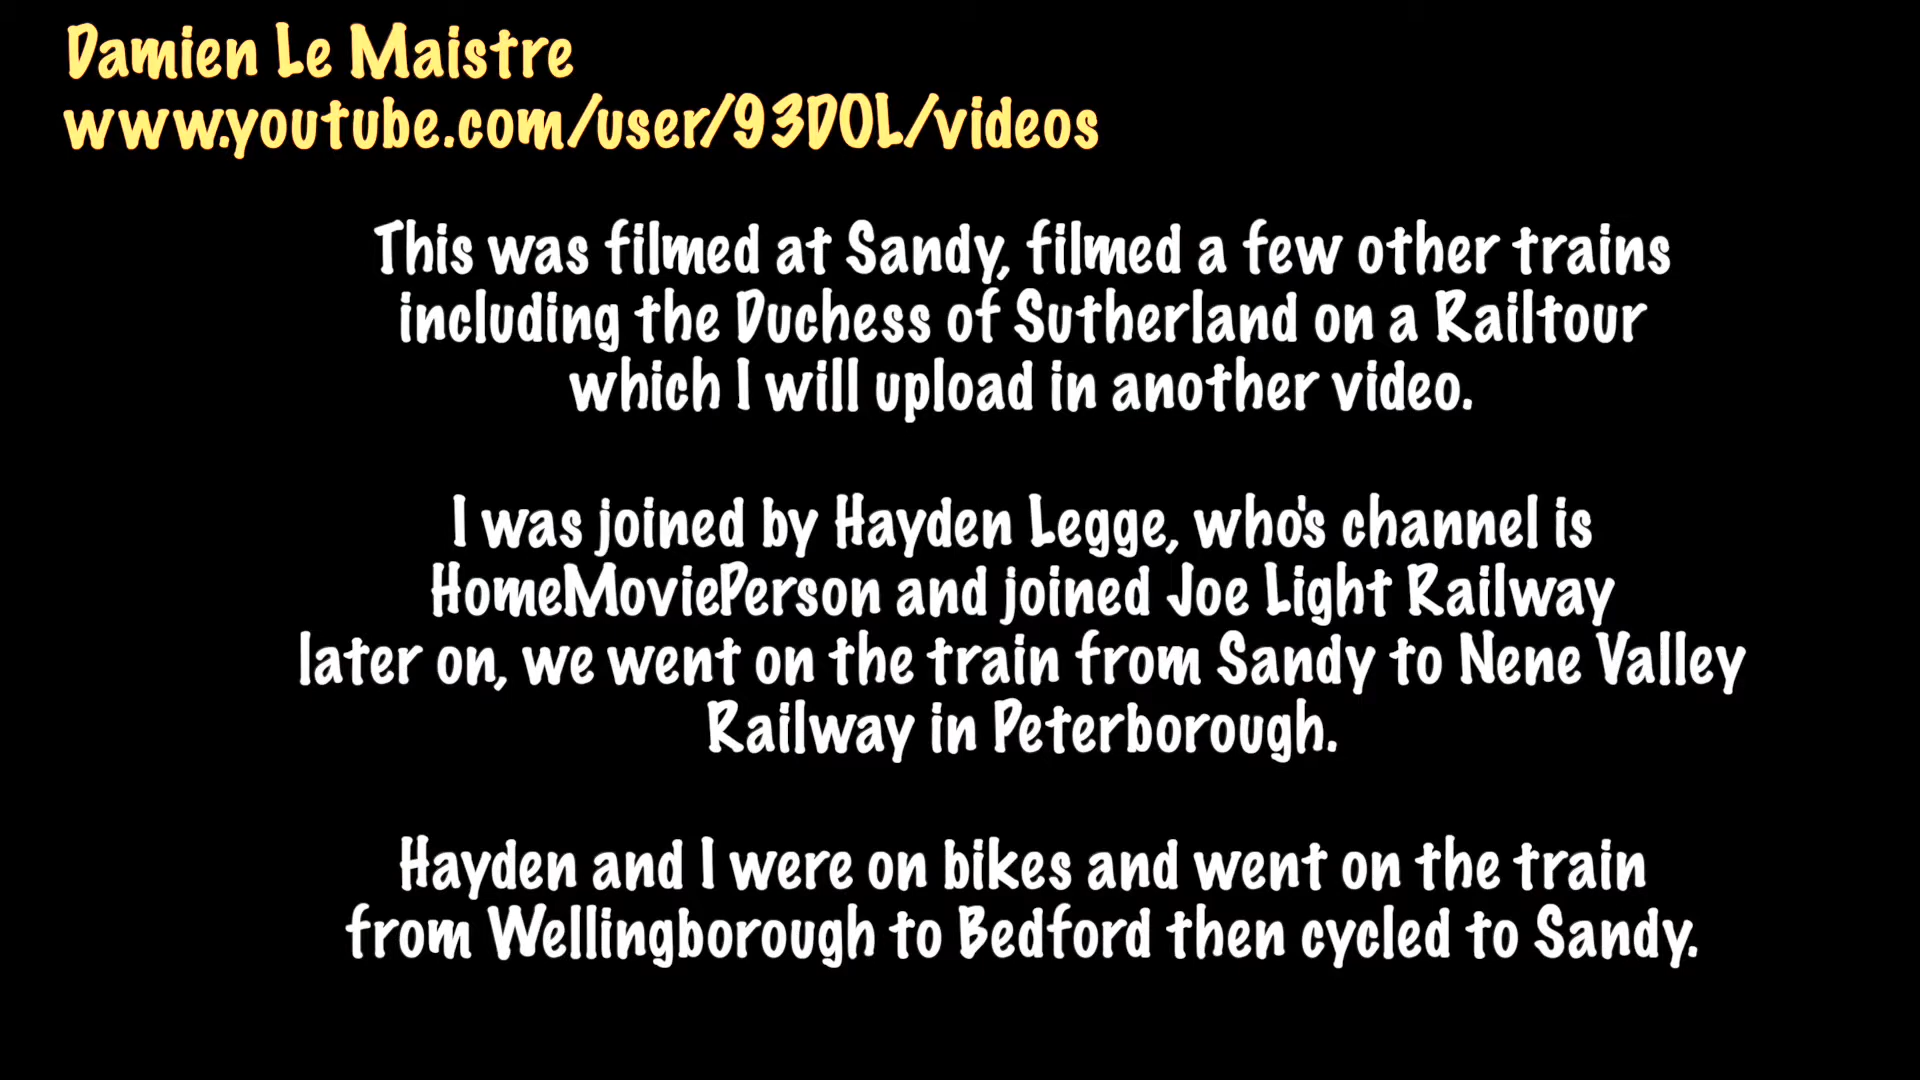 Damien Le Maistre
www.youtube.com/user/93DOL/videos
This was filmed at Sandy, filmed a few other trains
including the Duchess of Sutherland on a Railtour
which I will upload in another video.
I was joined by Hayden Legge, who's channel is
HomeMoviePerson and joined Joe Light Railway
later on, we went on the train from Sandy to Nene Valley
Railway in Peterborough.
Hayden and I were on bikes and went on the train
from Wellingborough to Bedford then cycled to Sandy.